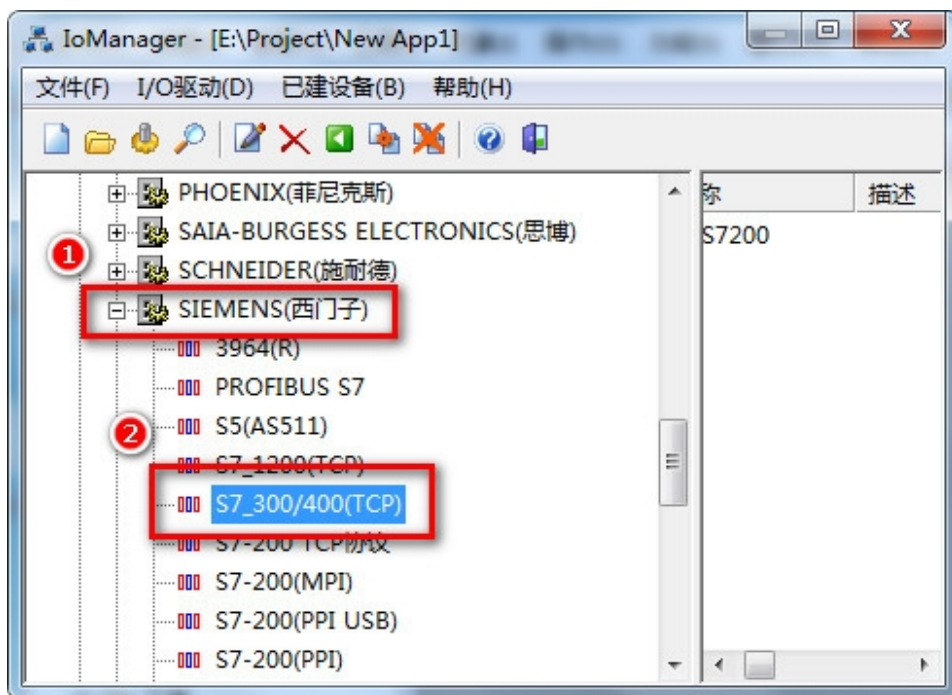 IoManager - [E:\Project\New App1]
文件(F) I/O驱动(D) 已建设备(B) 帮助(H)
PHOENIX(菲尼克斯)
SAIA-BURGESS ELECTRONICS(思博)
1
SCHNEIDER(施耐德)
SIEMENS(西门子)
3964(R)
PROFIBUS S7
2
S5(AS511)
S7_1200(TCP)
S7_300/400(TCP)
S7-200 TCP协议
S7-200(MPI)
S7-200(PPI USB)
S7-200(PPI)
称 描述
S7200